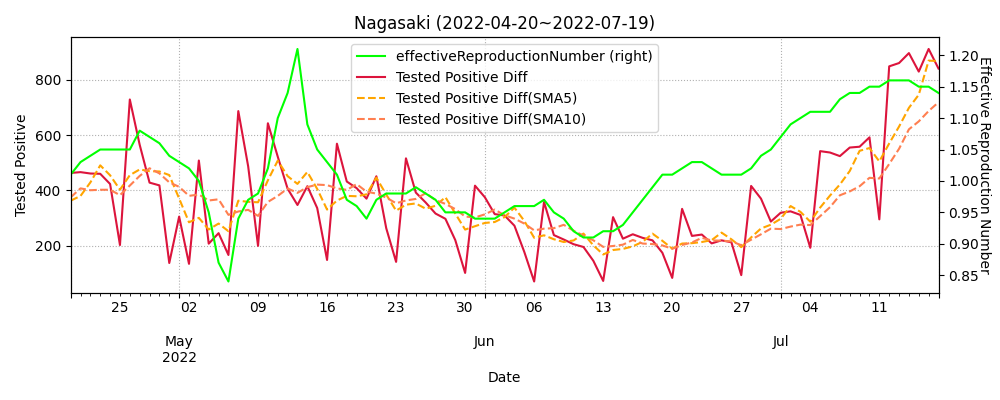 Nagasaki (2022-04-20~2022-07-19)
effectiveReproductionNumber (right)
Tested Positive Diff
Tested Positive Diff(SMA5)
Tested Positive Diff(SMA10)
Tested Positive
800
600
400
200
1.20
1.15
1.10
1.05
1.00
0.95
0.90
0.85
Effective Reproduction Number
25 02 09 16 23 30 06 13 20 27 04 11
May Jun Jul
2022
Date